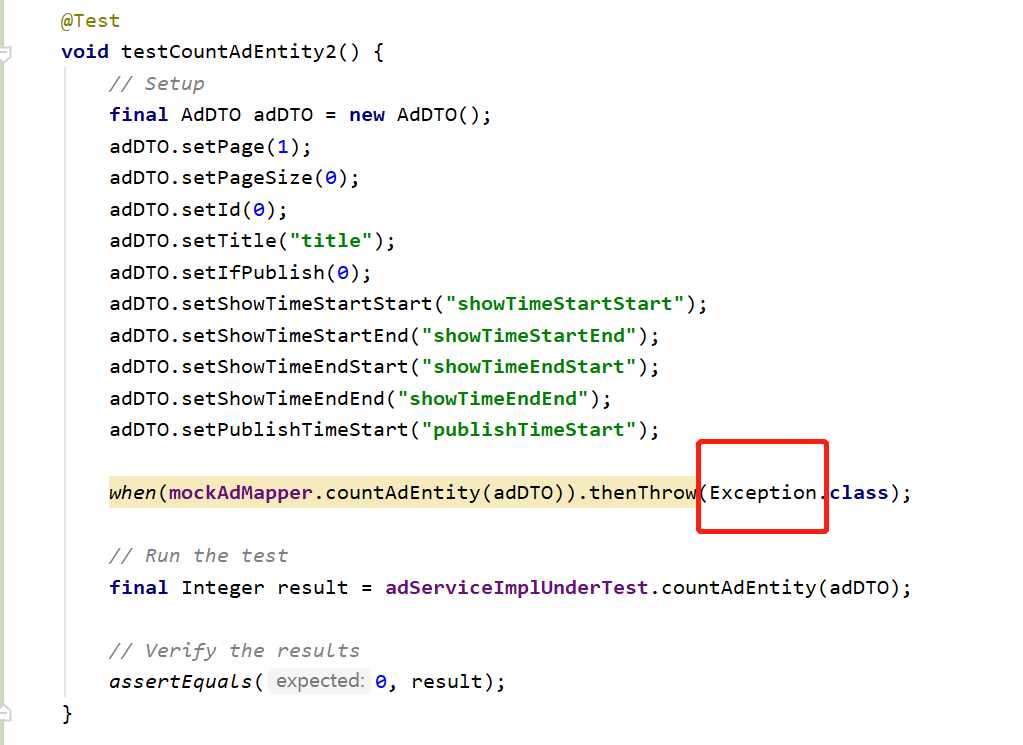 @Test
void testCountAdEntity2() {
// Setup
final AdDTO adDTO = new AdDTO();
adDTO.setPage(1);
adDTO.setPageSize(0);
adDTO.setId(0);
adDTO.setTitle("title");
adDTO.setIfPublish(0);
adDTO.setShowTimeStartStart("showTimeStartStart");
adDTO.setShowTimeStartEnd("showTimeStartEnd");
adDTO.setShowTimeEndStart("showTimeEndStart");
adDTO.setShowTimeEndEnd("showTimeEndEnd");
adDTO.setPublishTimeStart("publishTimeStart");
when(mockAdMapper.countAdEntity(adDTO)).thenThrow(Exception.class);
// Run the test
final Integer result = adServiceImplUnderTest.countAdEntity(adDTO);
// Verify the results
assertEquals( expected: 0, result);
}